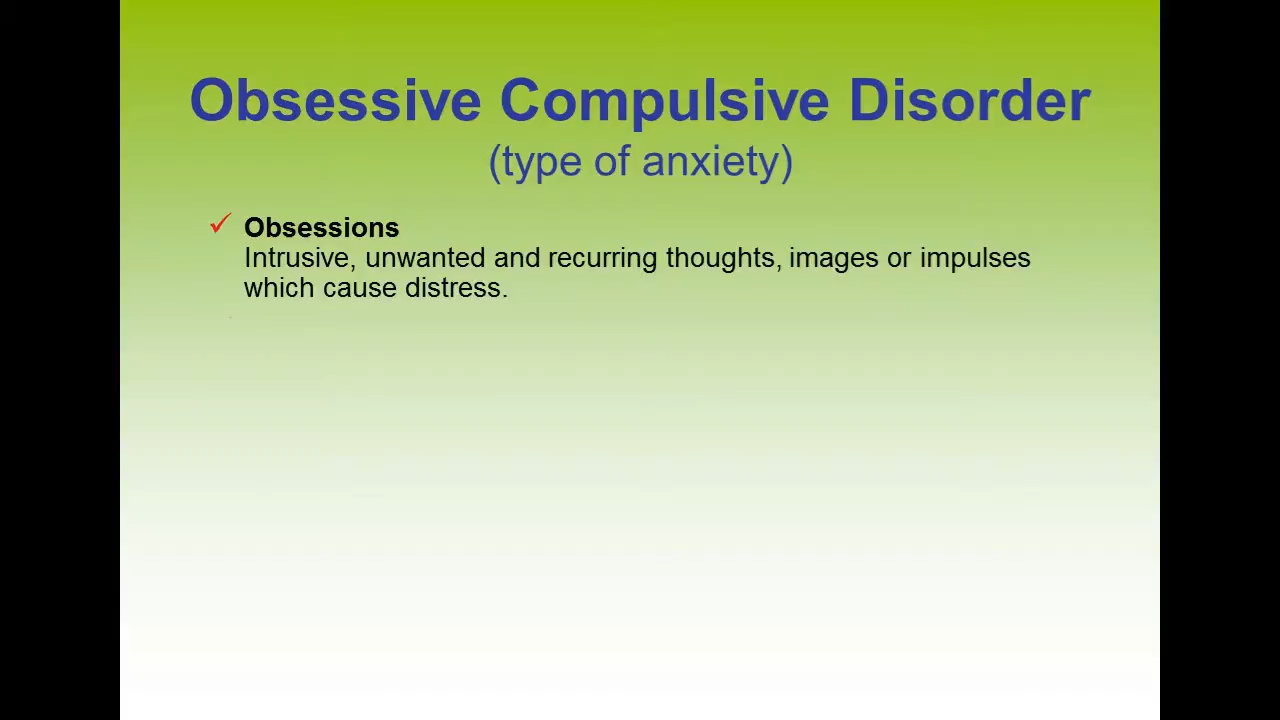 Obsessive Compulsive Disorder
(type of anxiety)
✓ Obsessions
Intrusive, unwanted and recurring thoughts, images or impulses
which cause distress.